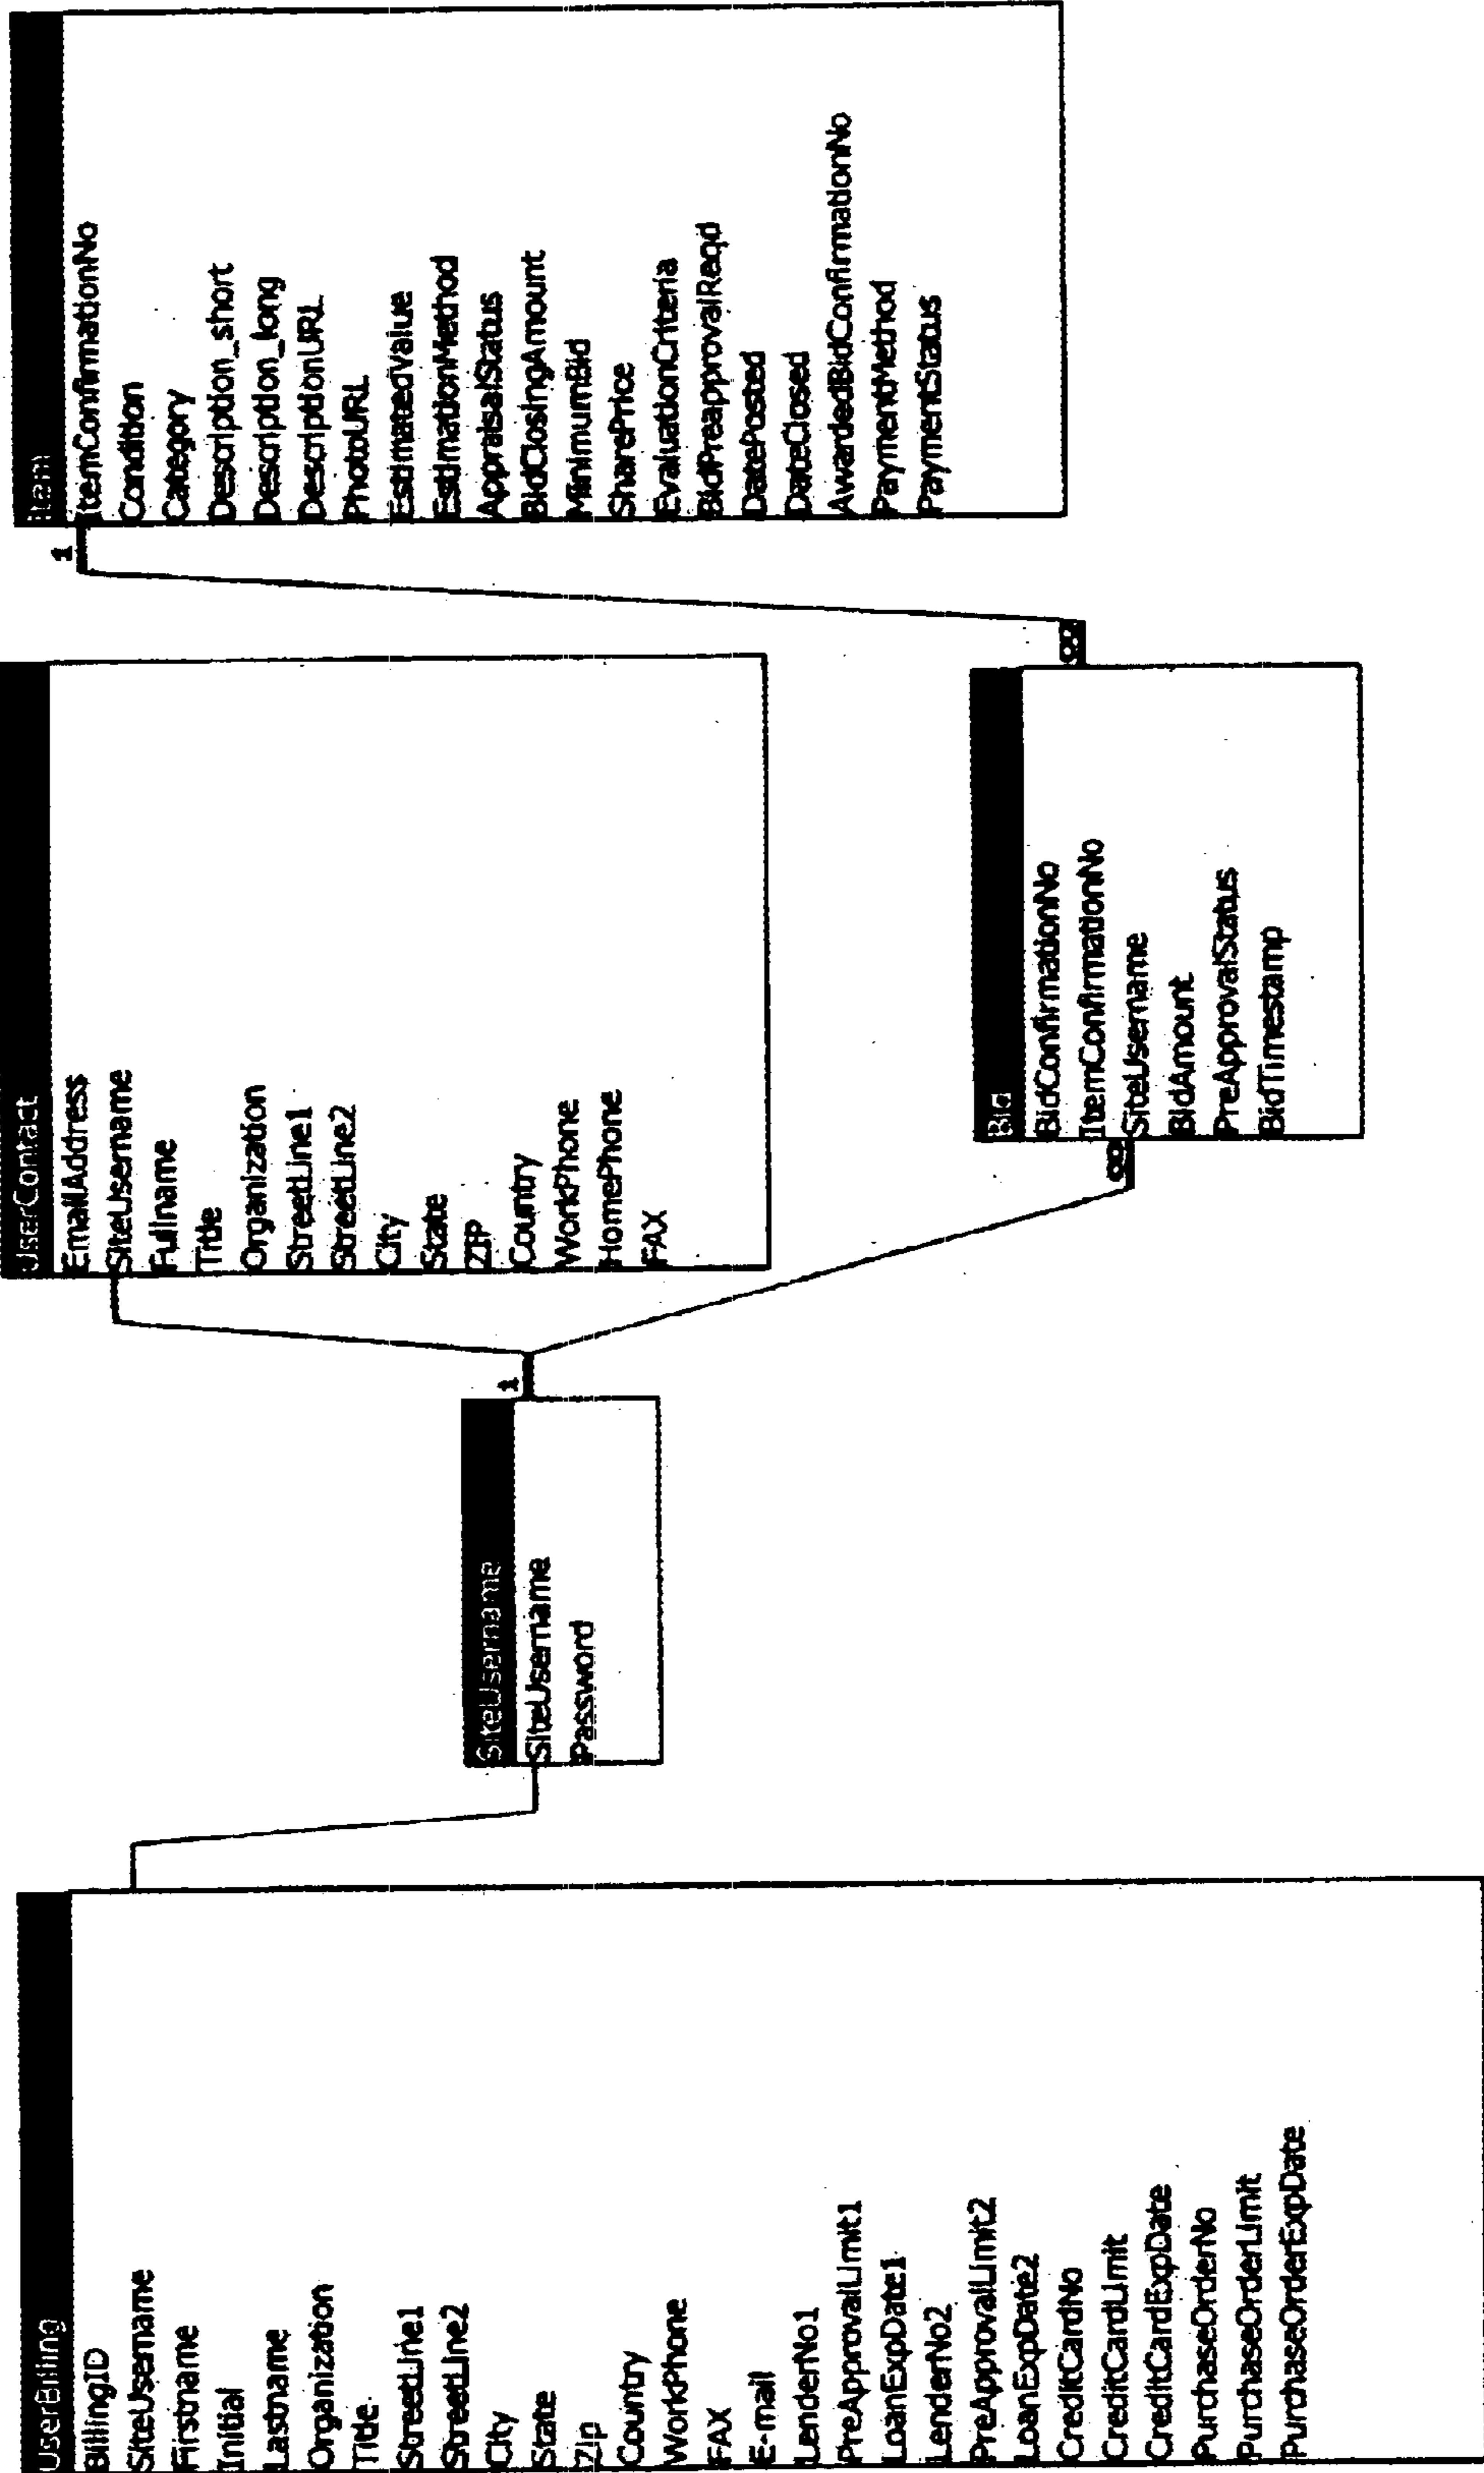 UserBilling
BillingID
SiteUsername
Firstname
Initial
Lastname
Organization
Title
StreetLine1
StreetLine2
City
State
Zip
Country
WorkPhone
FAX
E-mail
LenderNo1
PreApprovalLimit1
LoanExpDate1
LenderNo2
PreApprovalLimit2
LoanExpDate2
CreditCardNo
CreditCardLimit
CreditCardExpDate
PurchaseOrderNo
PurchaseOrderLimit
PurchaseOrderExpDate
SiteUsername
SiteUsername
Password
1
UserContact
EmailAddress
SiteUsername
Fullname
Title
Organization
StreetLine1
StreetLine2
City
State
ZIP
Country
WorkPhone
HomePhone
FAX
∞
Bid
BidConfirmationNo
ItemConfirmationNo
SiteUsername
BidAmount
PreApprovalStatus
BidTimestamp
∞
1
Item
ItemConfirmationNo
Condition
Category
Description_short
Description_long
DescriptionURL
PhotoURL
EstimatedValue
EstimationMethod
AppraisalStatus
BidClosingAmount
MinimumBid
SharePrice
EvaluationCriteria
BidPreapprovalReqd
DatePosted
DateClosed
AwardedBidConfirmationNo
PaymentMethod
PaymentStatus